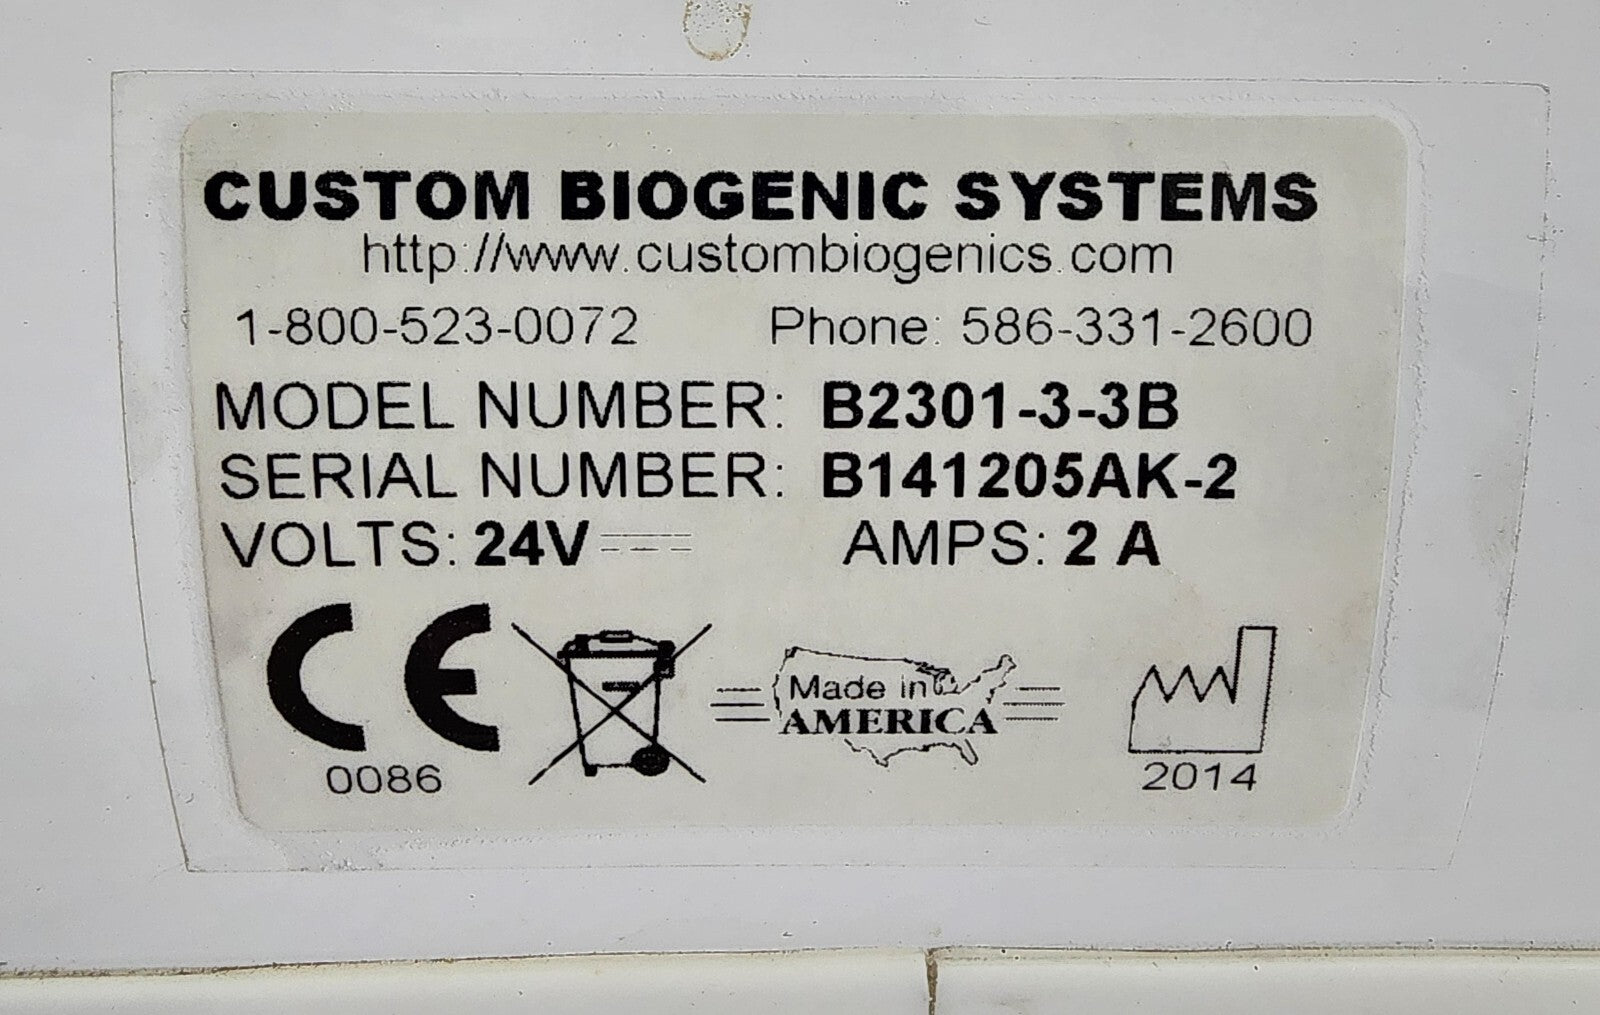 CUSTOM BIOGENIC SYSTEMS
http://www.custombiogenics.com
1-800-523-0072 Phone: 586-331-2600
MODEL NUMBER: B2301-3-3B
SERIAL NUMBER: B141205AK-2
VOLTS: 24V AMPS: 2 A
CE
Made in
AMERICA
0086
2014